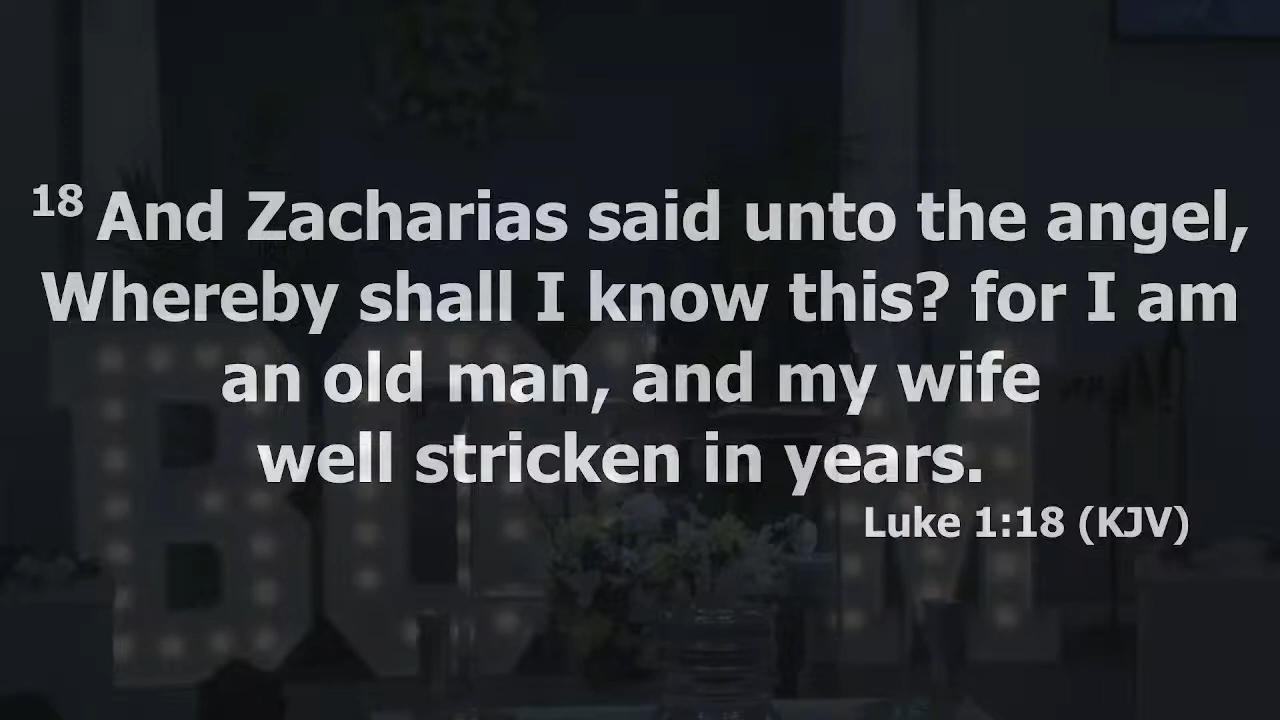 18 And Zacharias said unto the angel,
Whereby shall I know this? for I am
an old man, and my wife
well stricken in years.
Luke 1:18 (KJV)